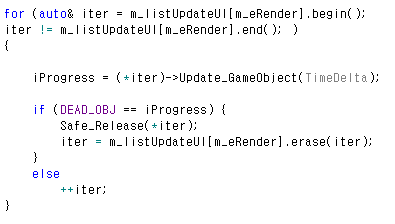 for (auto& iter = m_listUpdateUI[m_eRender].begin();
iter != m_listUpdateUI[m_eRender].end(); )
{
iProgress = (*iter)->Update_GameObject(TimeDelta);
if (DEAD_OBJ == iProgress) {
Safe_Release(*iter);
iter = m_listUpdateUI[m_eRender].erase(iter);
}
else
++iter;
}